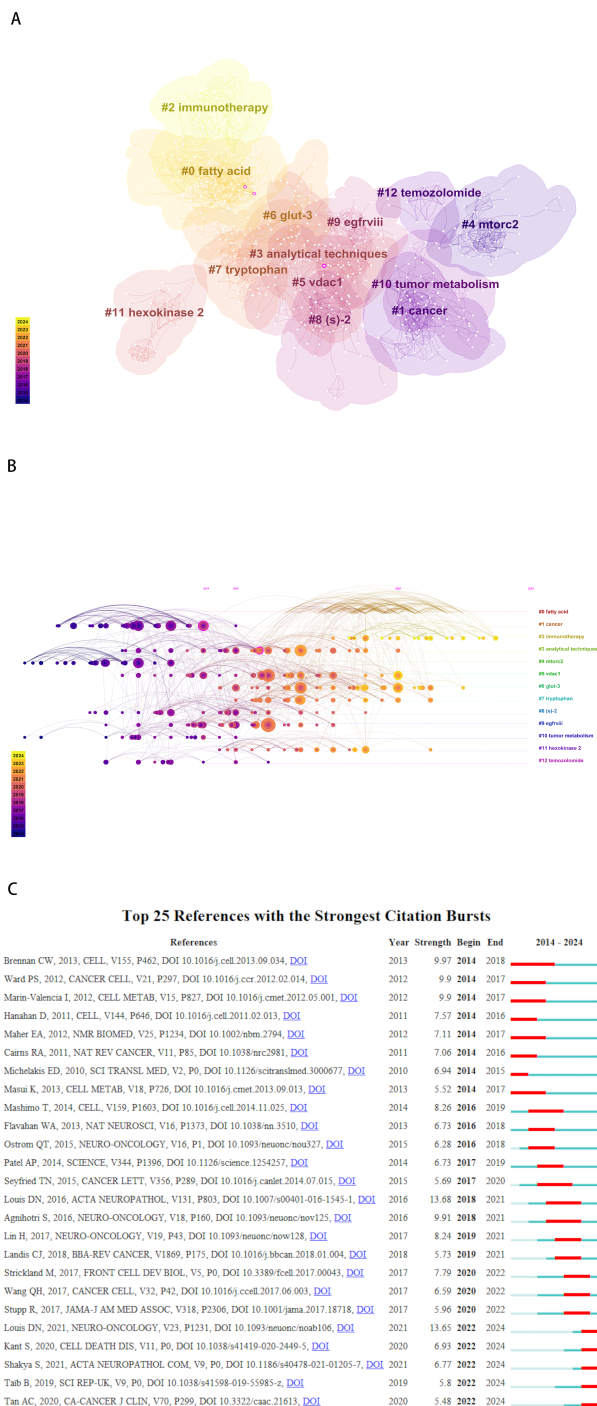 A
#2 immunotherapy
#0 fatty acid
#12 temozolomide
#6 glut-3
#9 egfrviii
#4 mtorc2
#3 analytical techniques
#7 tryptophan
#5 vdac1
#10 tumor metabolism
#11 hexokinase 2
#8 (s)-2
#1 cancer
2024
2023
2022
2021
2020
2019
2018
2017
2016
2015
B
#0 fatty acid
#1 cancer
#2 immunotherapy
#3 analytical techniques
#4 mtorc2
#5 vdac1
#6 glut-3
#7 tryptophan
#8 (s)-2
#9 egfrviii
#10 tumor metabolism
#11 hexokinase 2
#12 temozolomide
2024
2023
2022
2021
2020
2019
2018
2017
2016
2015
C
Top 25 References with the Strongest Citation Bursts
References Year Strength Begin End 2014 - 2024
Brennan CW, 2013, CELL, V155, P462, DOI 10.1016/j.cell.2013.09.034, DOI 2013 9.97 2014 2018
Ward PS, 2012, CANCER CELL, V21, P297, DOI 10.1016/j.ccr.2012.02.014, DOI 2012 9.9 2014 2017
Marin-Valencia I, 2012, CELL METAB, V15, P827, DOI 10.1016/j.cmet.2012.05.001, DOI 2012 9.9 2014 2017
Hanahan D, 2011, CELL, V144, P646, DOI 10.1016/j.cell.2011.02.013, DOI 2011 7.57 2014 2016
Maher EA, 2012, NMR BIOMED, V25, P1234, DOI 10.1002/nbm.2794, DOI 2012 7.11 2014 2017
Cairns RA, 2011, NAT REV CANCER, V11, P85, DOI 10.1038/nrc2981, DOI 2011 7.06 2014 2016
Michelakis ED, 2010, SCI TRANSL MED, V2, P0, DOI 10.1126/scitranslmed.3000677, DOI 2010 6.94 2014 2015
Masui K, 2013, CELL METAB, V18, P726, DOI 10.1016/j.cmet.2013.09.013, DOI 2013 5.52 2014 2017
Mashimo T, 2014, CELL, V159, P1603, DOI 10.1016/j.cell.2014.11.025, DOI 2014 8.26 2016 2019
Flavahan WA, 2013, NAT NEUROSCI, V16, P1373, DOI 10.1038/nn.3510, DOI 2013 6.73 2016 2018
Ostrom QT, 2015, NEURO-ONCOLOGY, V16, P1, DOI 10.1093/neuonc/nou327, DOI 2015 6.28 2016 2018
Patel AP, 2014, SCIENCE, V344, P1396, DOI 10.1126/science.1254257, DOI 2014 6.73 2017 2019
Seyfried TN, 2015, CANCER LETT, V356, P289, DOI 10.1016/j.canlet.2014.07.015, DOI 2015 5.69 2017 2020
Louis DN, 2016, ACTA NEUROPATHOL, V131, P803, DOI 10.1007/s00401-016-1545-1, DOI 2016 13.68 2018 2021
Agnihotri S, 2016, NEURO-ONCOLOGY, V18, P160, DOI 10.1093/neuonc/nov125, DOI 2016 9.91 2018 2021
Lin H, 2017, NEURO-ONCOLOGY, V19, P43, DOI 10.1093/neuonc/now128, DOI 2017 8.24 2019 2021
Landis CJ, 2018, BBA-REV CANCER, V1869, P175, DOI 10.1016/j.bbcan.2018.01.004, DOI 2018 5.73 2019 2021
Strickland M, 2017, FRONT CELL DEV BIOL, V5, P0, DOI 10.3389/fcell.2017.00043, DOI 2017 7.79 2020 2022
Wang QH, 2017, CANCER CELL, V32, P42, DOI 10.1016/j.ccell.2017.06.003, DOI 2017 6.59 2020 2022
Stupp R, 2017, JAMA-J AM MED ASSOC, V318, P2306, DOI 10.1001/jama.2017.18718, DOI 2017 5.96 2020 2022
Louis DN, 2021, NEURO-ONCOLOGY, V23, P1231, DOI 10.1093/neuonc/noab106, DOI 2021 13.65 2022 2024
Kant S, 2020, CELL DEATH DIS, V11, P0, DOI 10.1038/s41419-020-2449-5, DOI 2020 6.93 2022 2024
Shakya S, 2021, ACTA NEUROPATHOL COM, V9, P0, DOI 10.1186/s40478-021-01205-7, DOI 2021 6.77 2022 2024
Taïb B, 2019, SCI REP-UK, V9, P0, DOI 10.1038/s41598-019-55985-z, DOI 2019 5.8 2022 2024
Tan AC, 2020, CA-CANCER J CLIN, V70, P299, DOI 10.3322/caac.21613, DOI 2020 5.48 2022 2024